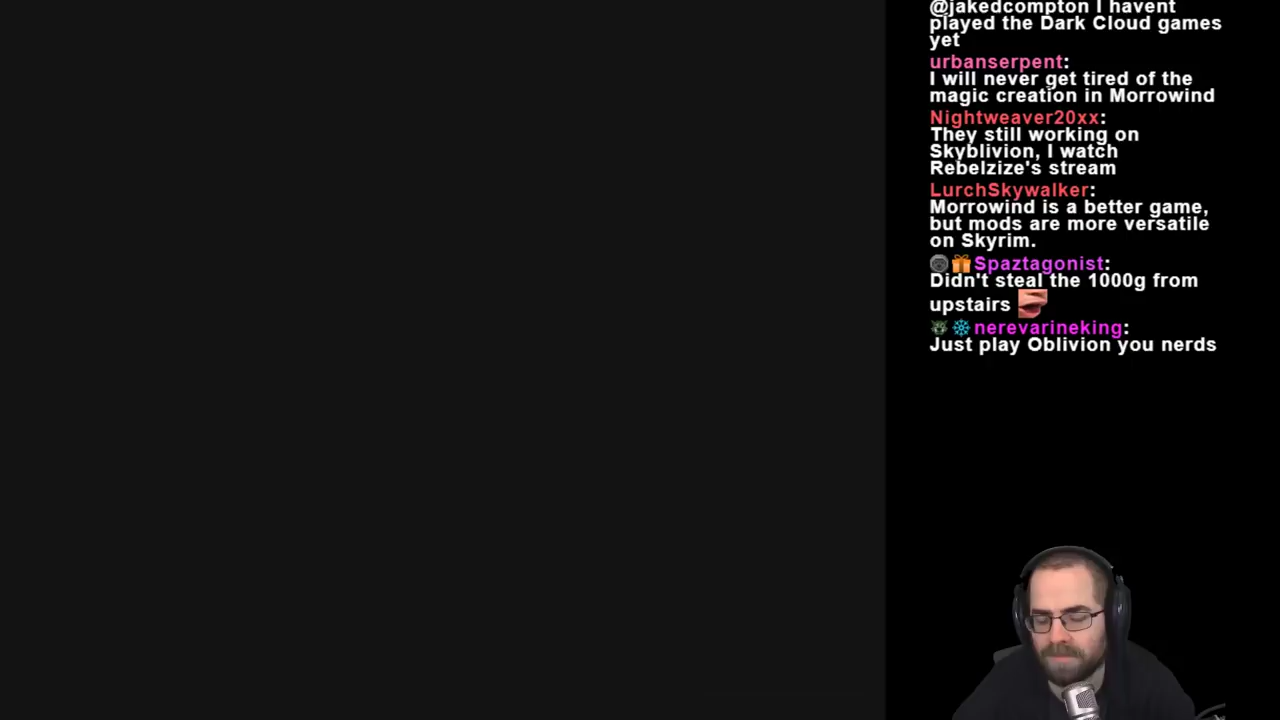 @jakedcompton I havent
played the Dark Cloud games
yet
urbanserpent:
I will never get tired of the
magic creation in Morrowind
Nightweaver20xx:
They still working on
Skyblivion, I watch
Rebelzize's stream
LurchSkywalker:
Morrowind is a better game,
but mods are more versatile
on Skyrim.
Spaztagonist:
Didn't steal the 1000g from
upstairs
nerevarineking:
Just play Oblivion you nerds